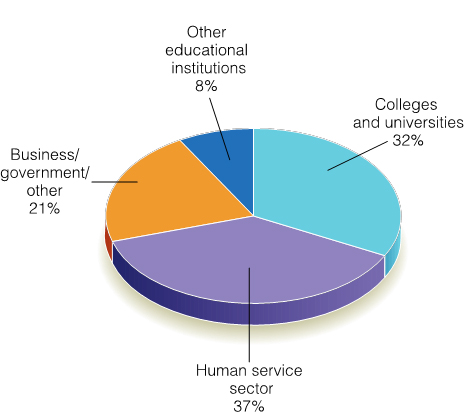 Other
educational
institutions
8%
Colleges
and universities
32%
Business/
government/
other
21%
Human service
sector
37%